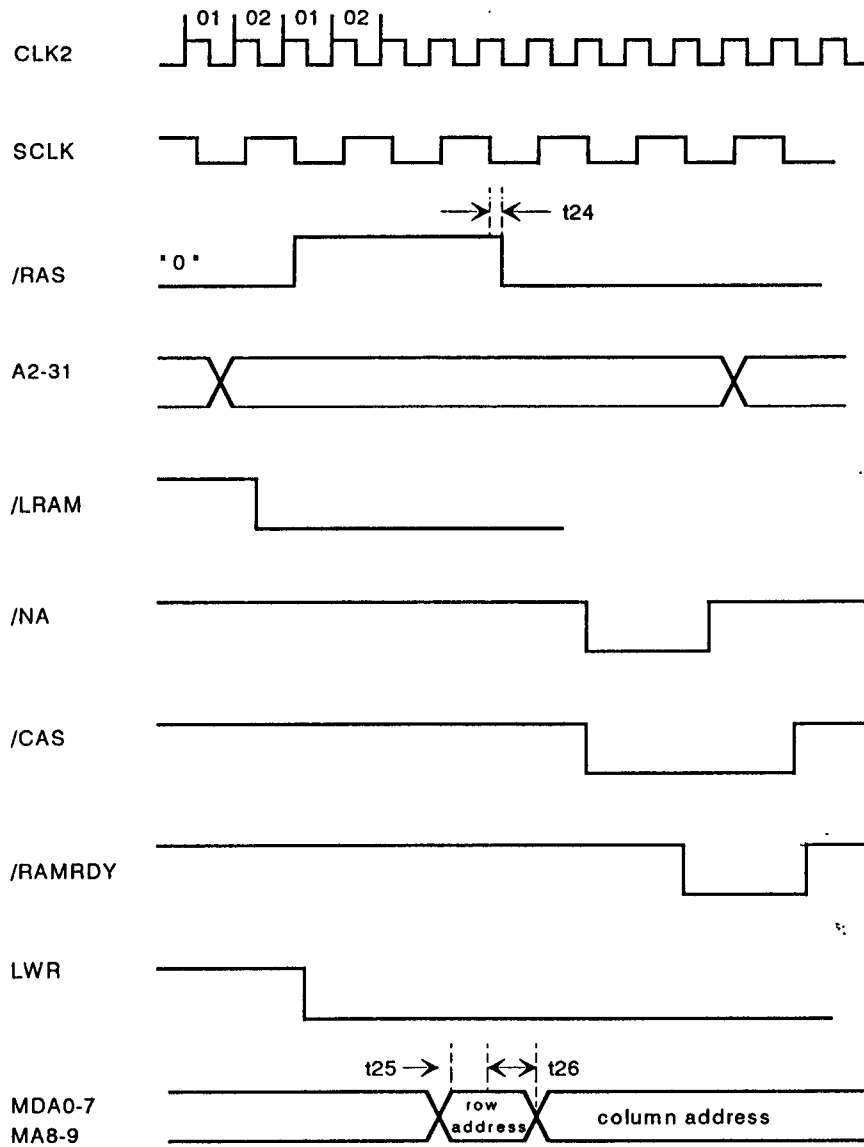 01 02 01 02
CLK2
SCLK
t24
" 0 "
/RAS
A2-31
/LRAM
/NA
/CAS
/RAMRDY
LWR
t25 t26
MDA0-7 row
address column address
MA8-9